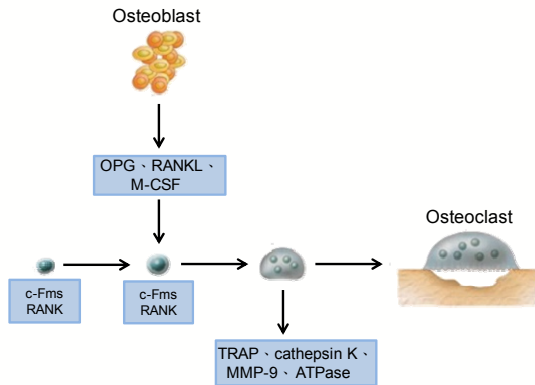 Osteoblast
OPG、RANKL、
M-CSF
Osteoclast
c-Fms
RANK
c-Fms
RANK
TRAP、cathepsin K、
MMP-9、ATPase